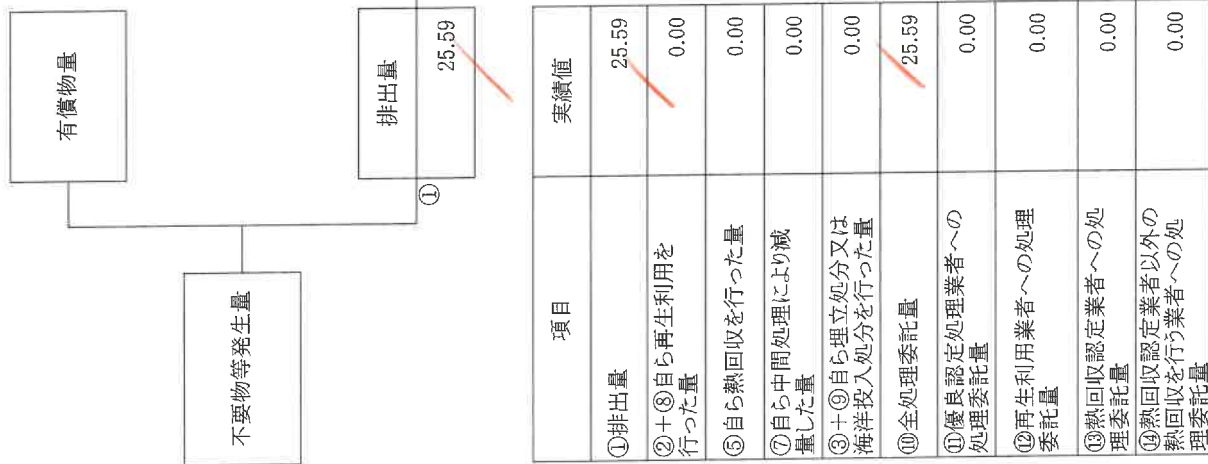 有償物量
不要物等発生量
①
排出量
25.59
項目
実績値
①排出量
25.59
②＋⑧自ら再生利用を
行った量
0.00
⑤自ら熱回収を行った量
0.00
⑦自ら中間処理により減
量した量
0.00
③＋⑨自ら埋立処分又は
海洋投入処分を行った量
0.00
⑩全処理委託量
25.59
⑪優良認定処理業者への
処理委託量
0.00
⑫再生利用業者への処理
委託量
0.00
⑬熱回収認定業者への処
理委託量
0.00
⑭熱回収認定業者以外の
熱回収を行う業者への処
理委託量
0.00